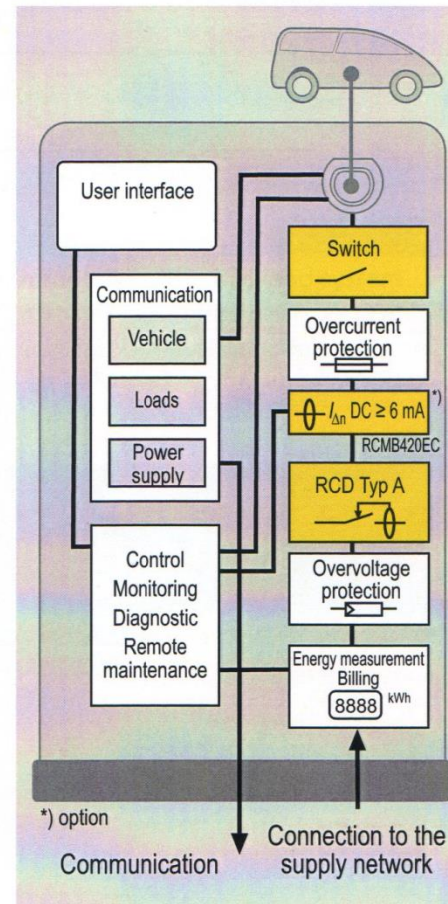 User interface
Communication
Vehicle
Loads
Power
supply
Control
Monitoring
Diagnostic
Remote
maintenance
Switch
Overcurrent
protection
I∆n DC ≥ 6 mA *)
RCMB420EC
RCD Typ A
Overvoltage
protection
Energy measurement
Billing
8888 kWh
*) option
Communication
Connection to the
supply network